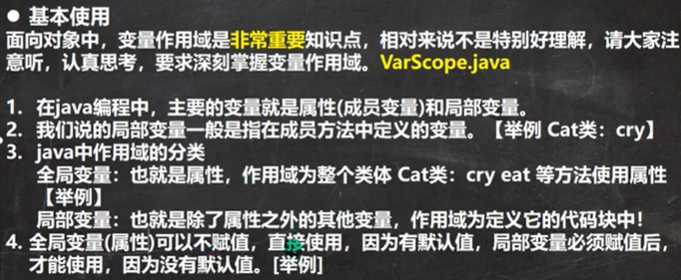 ● 基本使用
面向对象中，变量作用域是非常重要知识点，相对来说不是特别好理解，请大家注
意听，认真思考，要求深刻掌握变量作用域。VarScope.java
1. 在java编程中，主要的变量就是属性(成员变量)和局部变量。
2. 我们说的局部变量一般是指在成员方法中定义的变量。【举例 Cat类：cry】
3. java中作用域的分类
全局变量：也就是属性，作用域为整个类体 Cat类：cry eat 等方法使用属性
【举例】
局部变量：也就是除了属性之外的其他变量，作用域为定义它的代码块中！
4. 全局变量(属性)可以不赋值，直接使用，因为有默认值，局部变量必须赋值后，
才能使用，因为没有默认值。[举例]